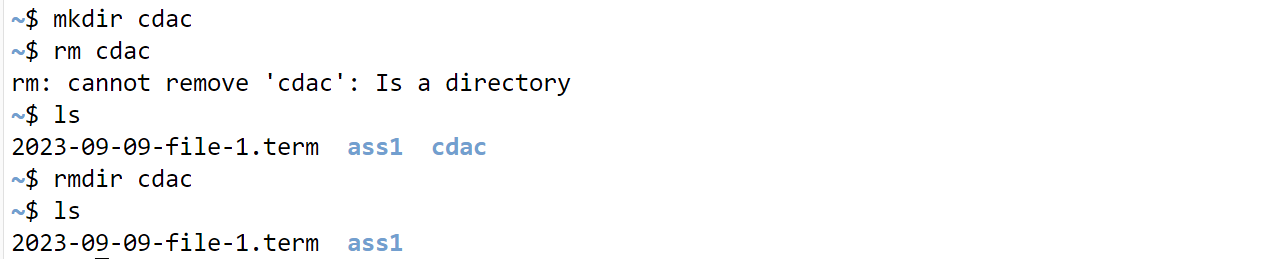 ~$ mkdir cdac
~$ rm cdac
rm: cannot remove 'cdac': Is a directory
~$ ls
2023-09-09-file-1.term  ass1  cdac
~$ rmdir cdac
~$ ls
2023-09-09-file-1.term  ass1